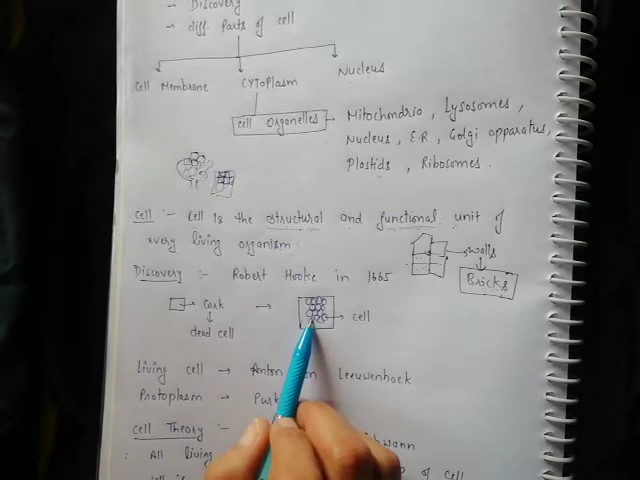 - Discovery
- diff. Parts of cell
Cell Membrane CYTOPlasm Nucleus
Cell Organelles → Mitochondria, Lysosomes,
Nucleus, E.R, Golgi apparatus,
Plastids, Ribosomes.
Cell :- Cell is the structural and functional unit of
every living organism.
walls
Bricks
Discovery :- Robert Hooke in 1665
Cork → cell
dead cell
Living cell → Anton Leeuwenhoek
Protoplasm →
Cell Theory :-
: All living
of cell